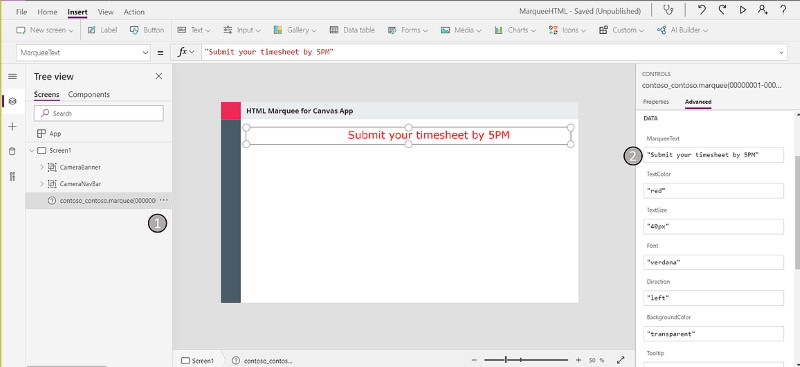 MarqueeHTML - Saved (Unpublished)
File Home Insert View Action
New screen Label Button Text Input Gallery Data table Forms Media Charts Icons Custom AI Builder
MarqueeText = fx "Submit your timesheet by 5PM"
Tree view
Screens Components
Search
App
Screen1
CameraBanner
CameraNavBar
contoso_contoso.marquee(000000 ...
1
HTML Marquee for Canvas App
Submit your timesheet by 5PM
Screen1 contoso_contos...
50 %
CONTROLS
contoso_contoso.marquee(00000001-000...
Properties Advanced
DATA
MarqueeText
2
"Submit your timesheet by 5PM"
TextColor
"red"
TextSize
"40px"
Font
"verdana"
Direction
"left"
BackgroundColor
"transparent"
Tooltip